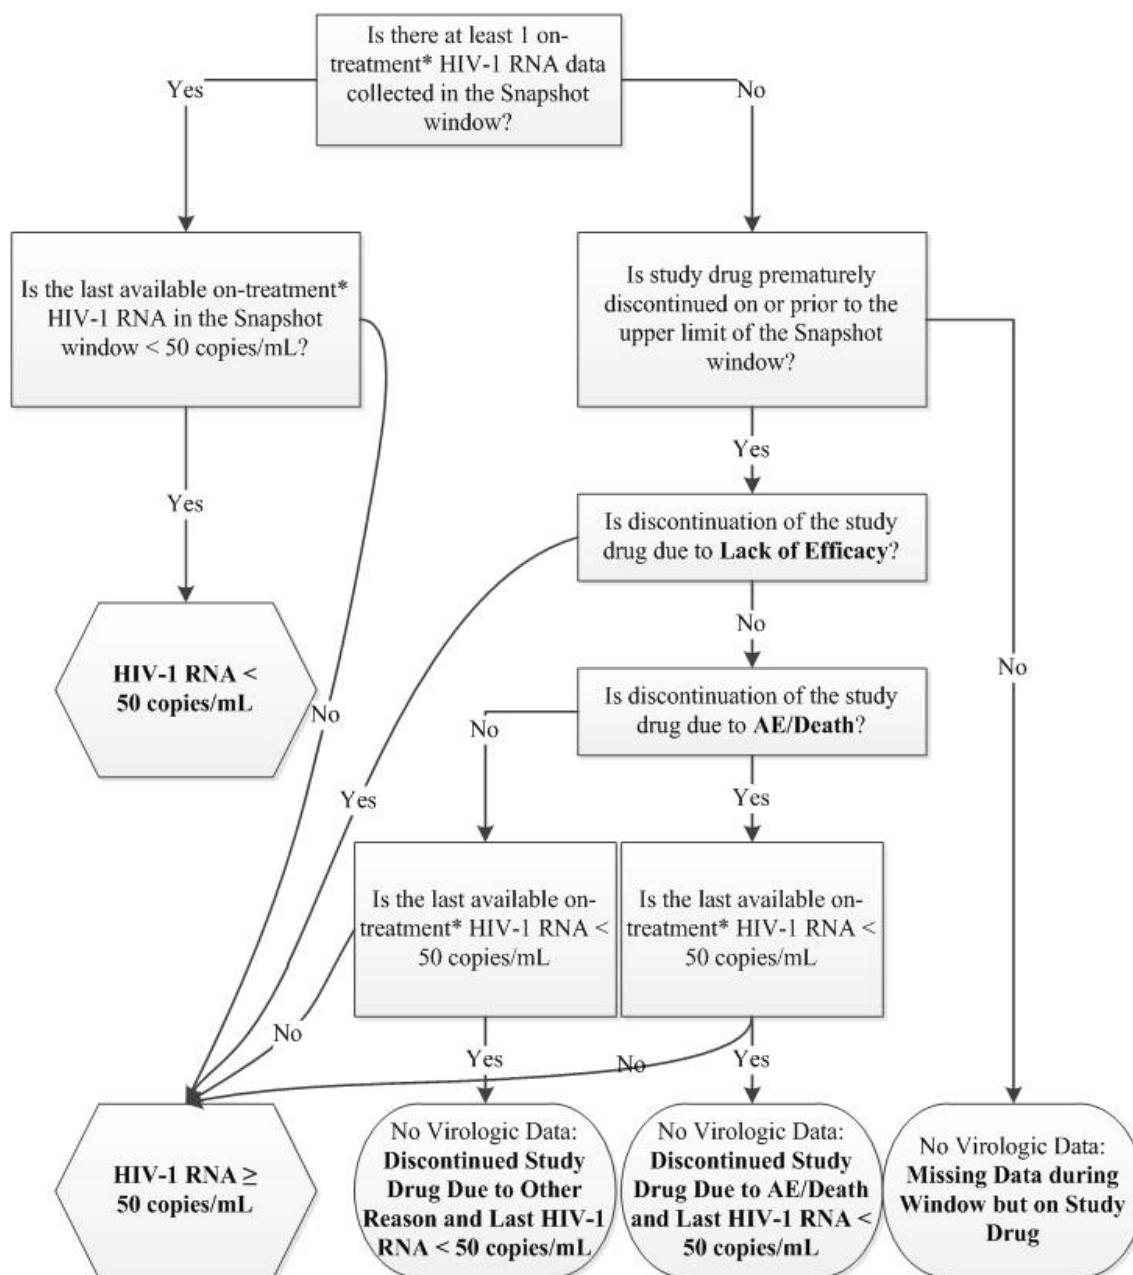 Is there at least 1 on-
treatment* HIV-1 RNA data
collected in the Snapshot
window?
Yes
No
Is the last available on-treatment*
HIV-1 RNA in the Snapshot
window < 50 copies/mL?
Is study drug prematurely
discontinued on or prior to the
upper limit of the Snapshot
window?
Yes
Yes
Is discontinuation of the study
drug due to Lack of Efficacy?
No
HIV-1 RNA <
50 copies/mL
No
No
Is discontinuation of the study
drug due to AE/Death?
No
Yes
Yes
Is the last available on-
treatment* HIV-1 RNA <
50 copies/mL
Is the last available on-
treatment* HIV-1 RNA <
50 copies/mL
No
Yes
No
Yes
HIV-1 RNA ≥
50 copies/mL
No Virologic Data:
Discontinued Study
Drug Due to Other
Reason and Last HIV-1
RNA < 50 copies/mL
No Virologic Data:
Discontinued Study
Drug Due to AE/Death
and Last HIV-1 RNA <
50 copies/mL
No Virologic Data:
Missing Data during
Window but on Study
Drug